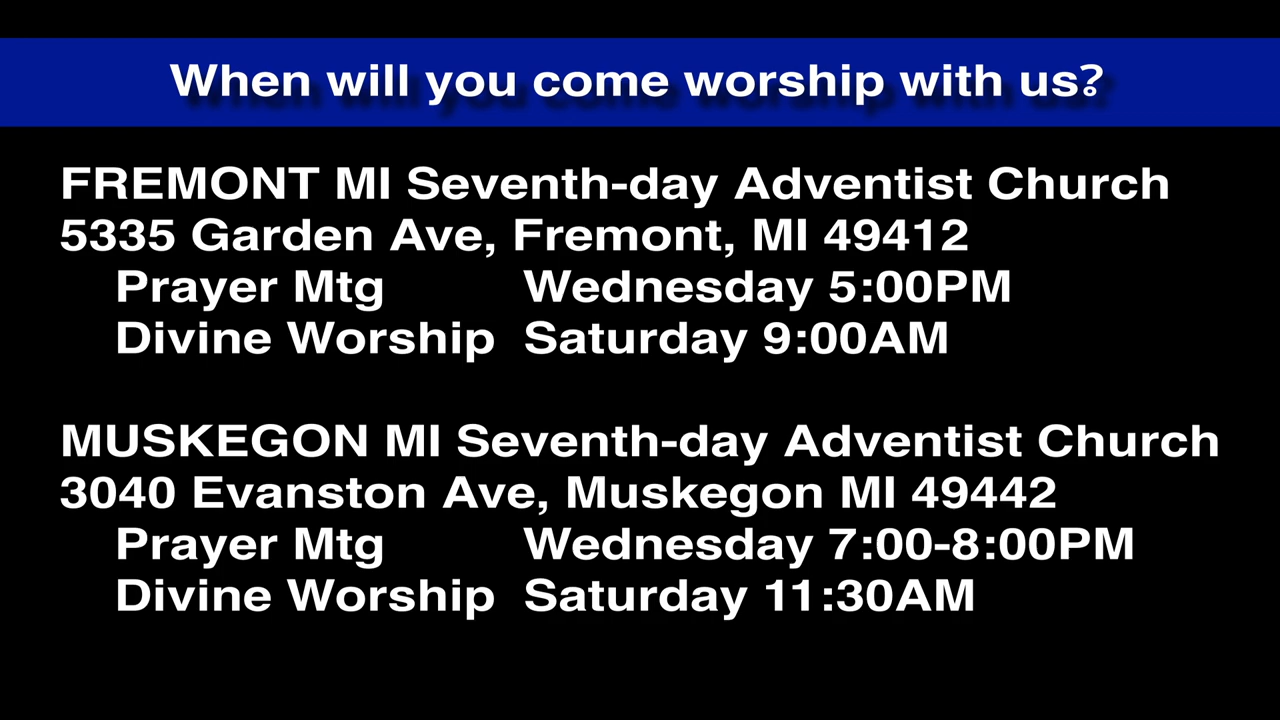 When will you come worship with us?
FREMONT MI Seventh-day Adventist Church
5335 Garden Ave, Fremont, MI 49412
Prayer Mtg Wednesday 5:00PM
Divine Worship Saturday 9:00AM
MUSKEGON MI Seventh-day Adventist Church
3040 Evanston Ave, Muskegon MI 49442
Prayer Mtg Wednesday 7:00-8:00PM
Divine Worship Saturday 11:30AM